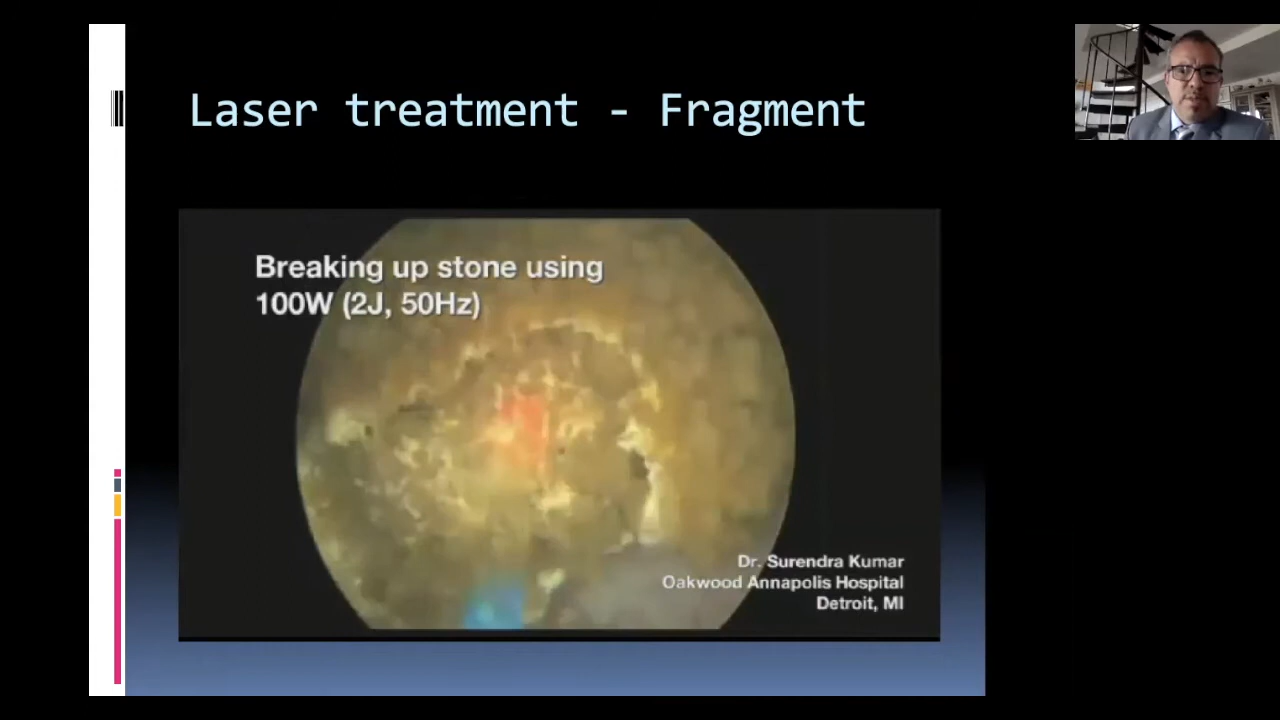 Laser treatment - Fragment
Breaking up stone using
100W (2J, 50Hz)
Dr. Surendra Kumar
Oakwood Annapolis Hospital
Detroit, MI